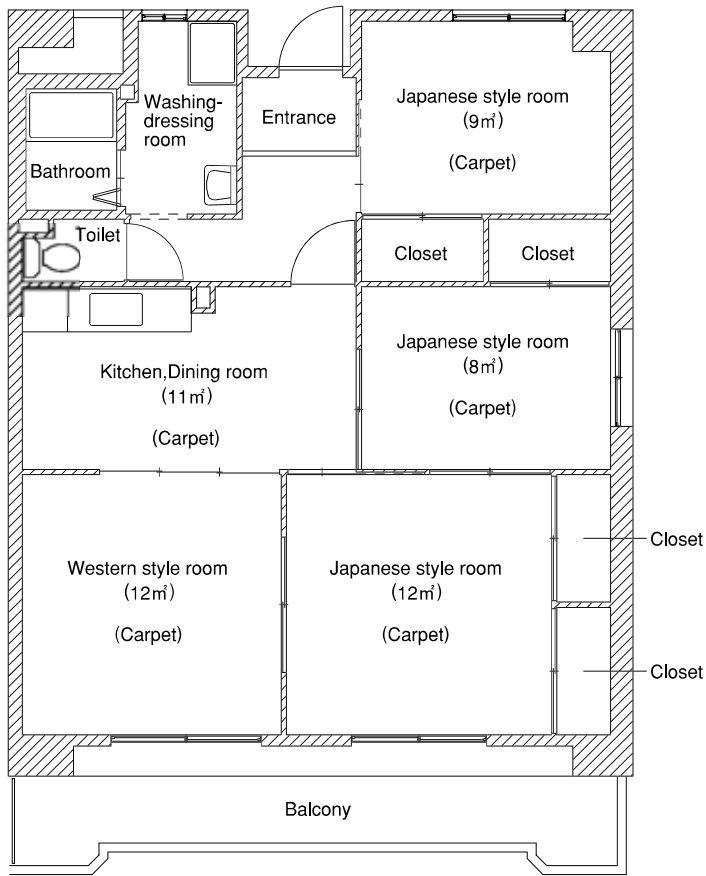 Washing-
dressing
room
Entrance
Japanese style room
(9㎡)
(Carpet)
Bathroom
Toilet
Closet
Closet
Kitchen,Dining room
(11㎡)
(Carpet)
Japanese style room
(8㎡)
(Carpet)
Western style room
(12㎡)
(Carpet)
Japanese style room
(12㎡)
(Carpet)
Closet
Closet
Balcony